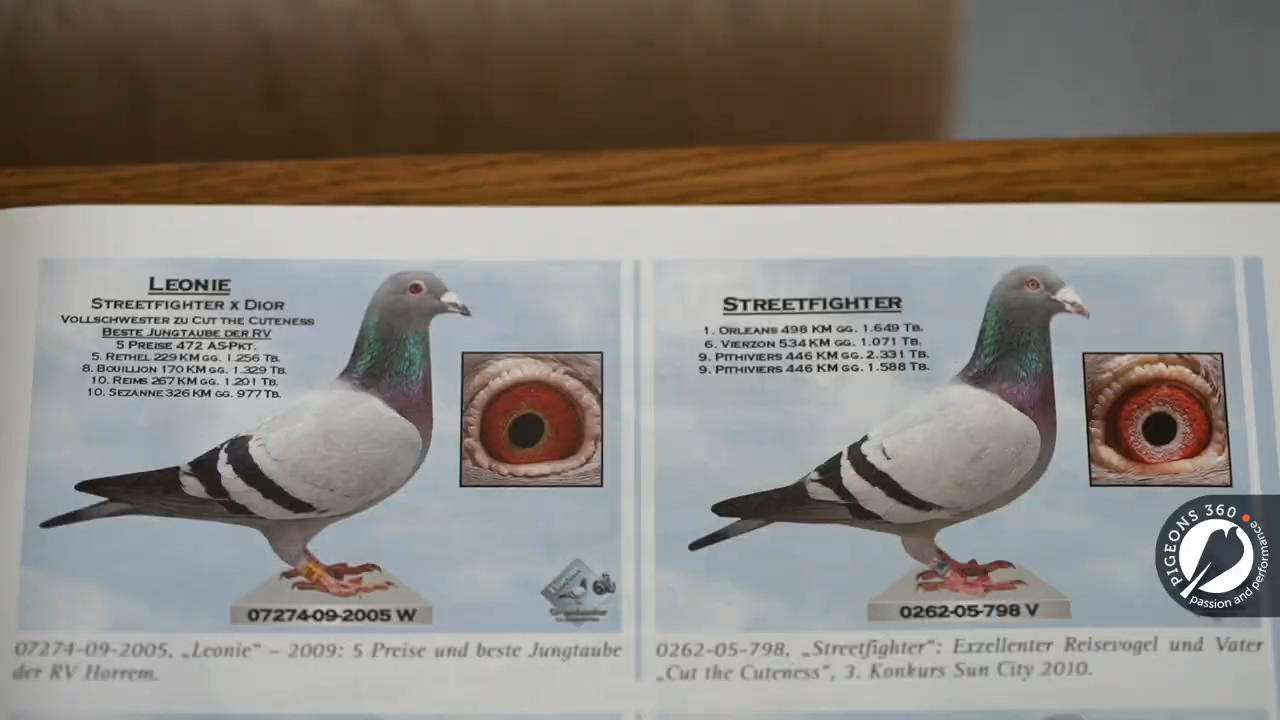 LEONIE
STREETFIGHTER X DIOR
VOLLSCHWESTER ZU CUT THE CUTENESS
BESTE JUNGTAUBE DER RV
5 PREISE 472 AS-PKT.
5. RETHEL 229 KM GG. 1.256 TB.
8. BOUILLION 170 KM GG. 1.329 TB.
10. REIMS 267 KM GG. 1.201 TB.
10. SEZANNE 326 KM GG. 977 TB.
07274-09-2005 W
07274-09-2005, „Leonie“ – 2009: 5 Preise und beste Jungtaube
der RV Horrem.
STREETFIGHTER
1. ORLEANS 498 KM GG. 1.649 TB.
6. VIERZON 534 KM GG. 1.071 TB.
9. PITHIVIERS 446 KM GG. 2.331 TB.
9. PITHIVIERS 446 KM GG. 1.588 TB.
0262-05-798 V
0262-05-798, „Streetfighter“: Exzellenter Reisevogel und Vater
„Cut the Cuteness“, 3. Konkurs Sun City 2010.
PIGEONS 360
passion and performance